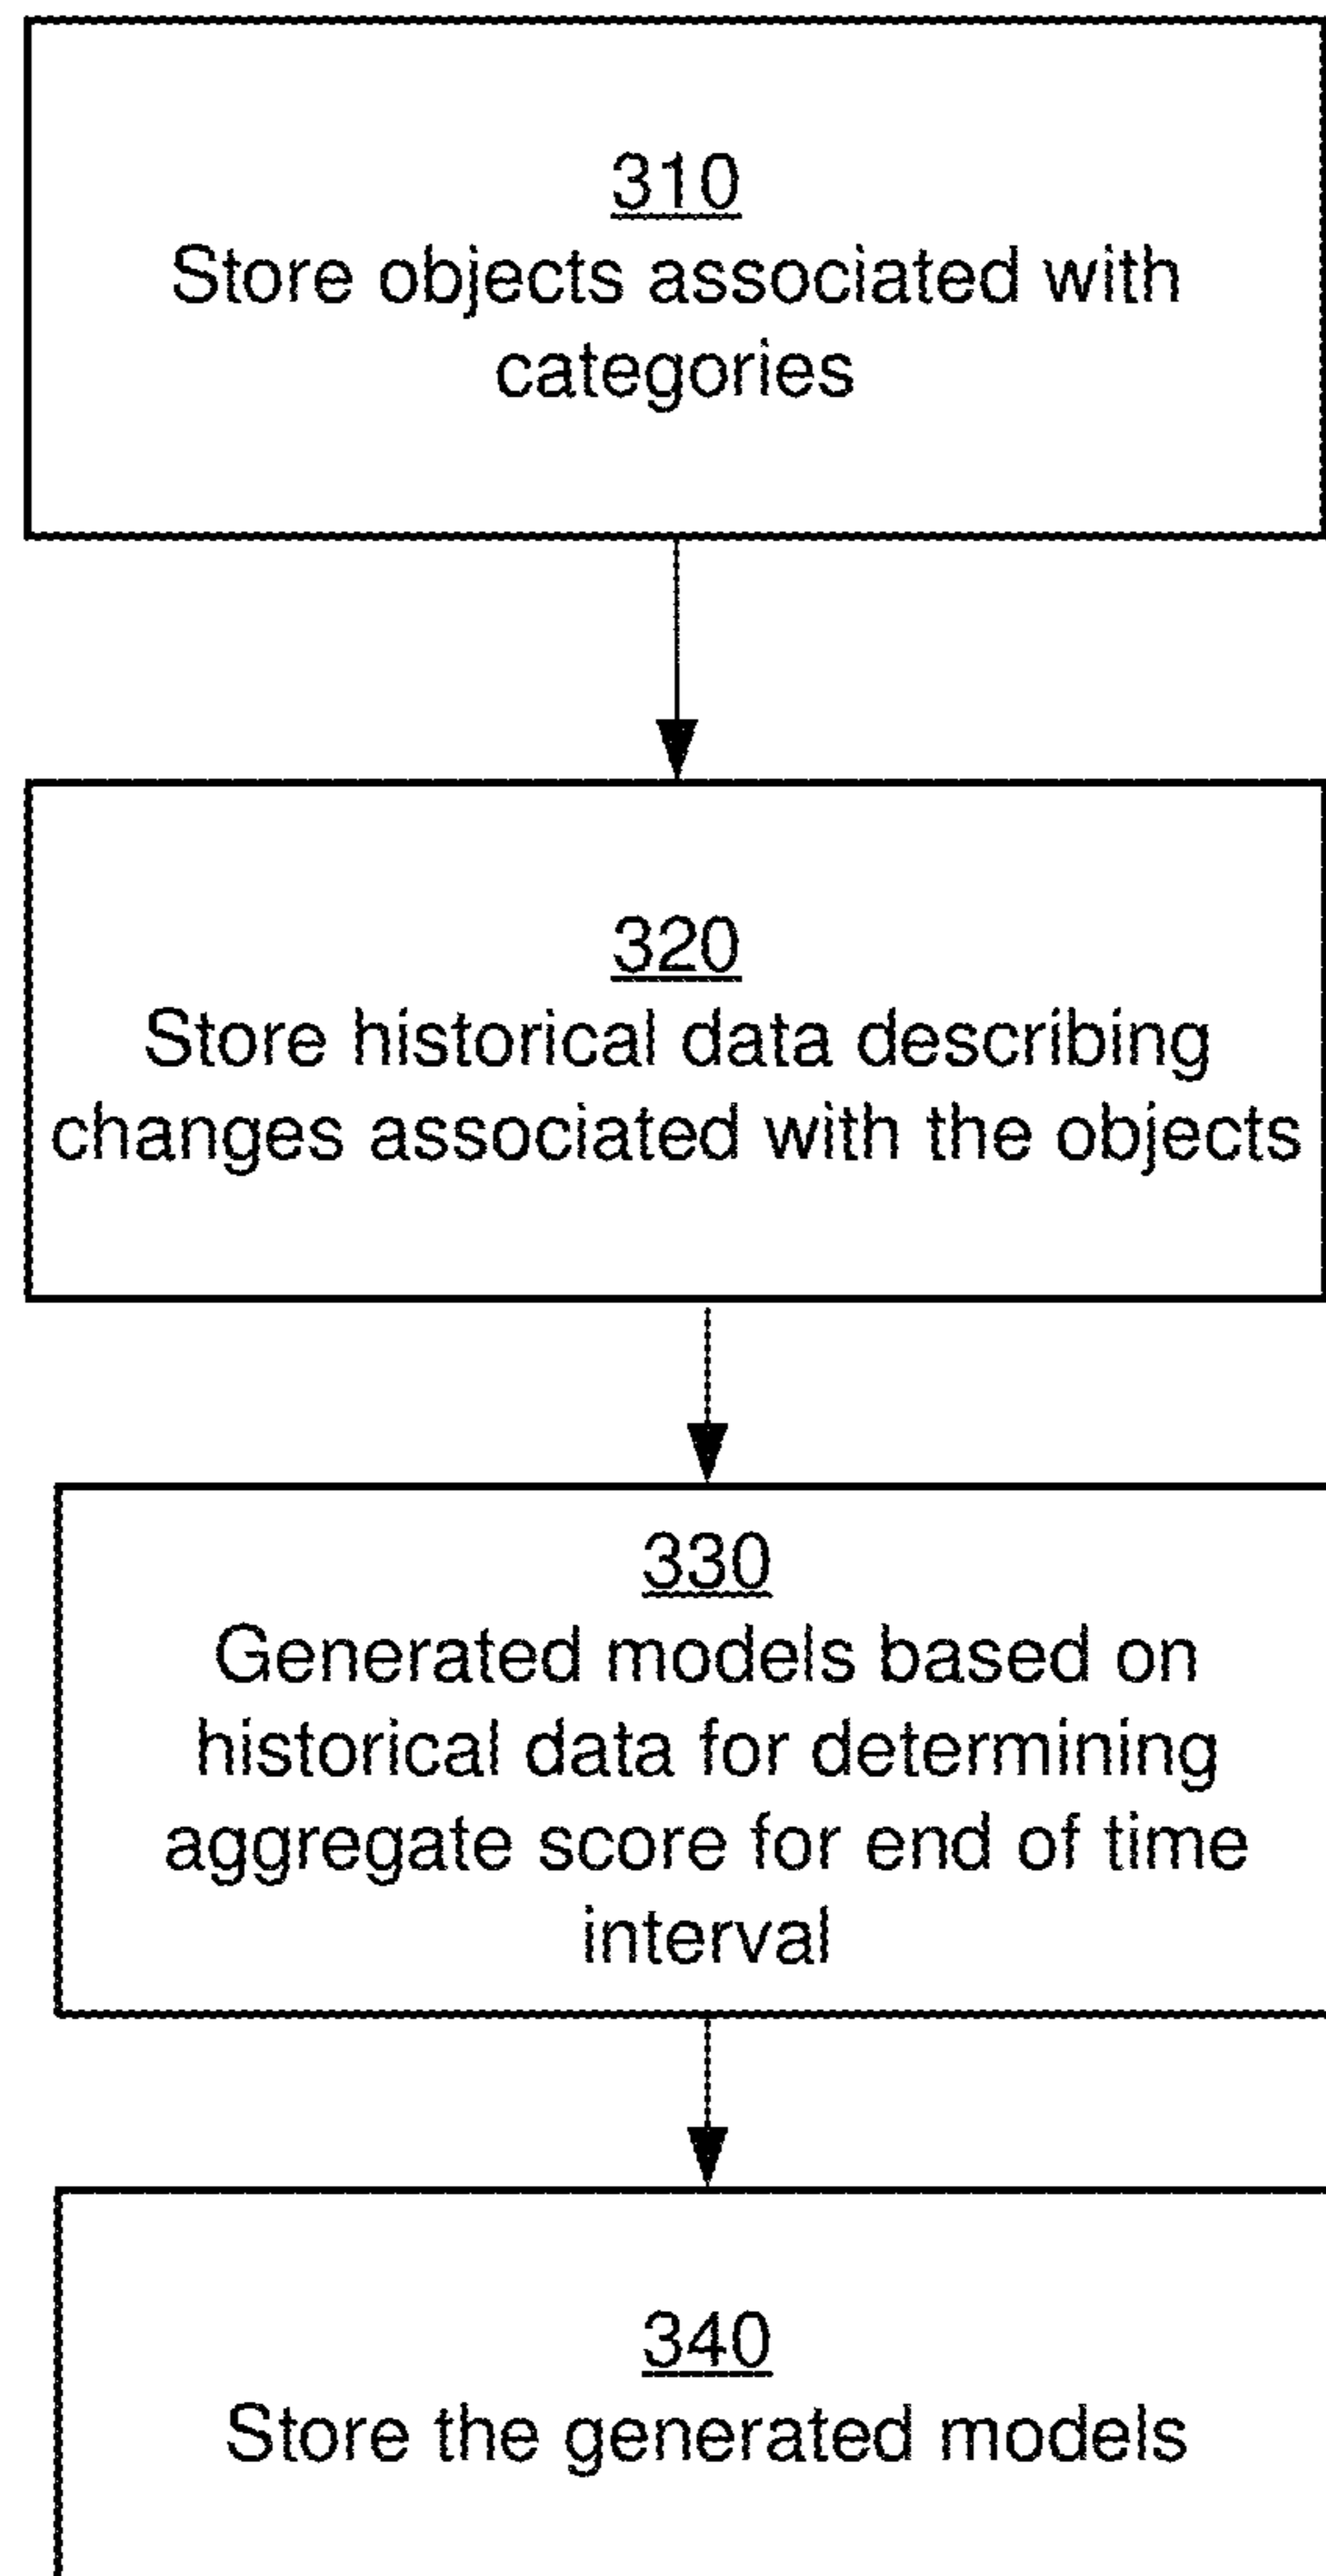 310
Store objects associated with
categories
320
Store historical data describing
changes associated with the objects
330
Generated models based on
historical data for determining
aggregate score for end of time
interval
340
Store the generated models